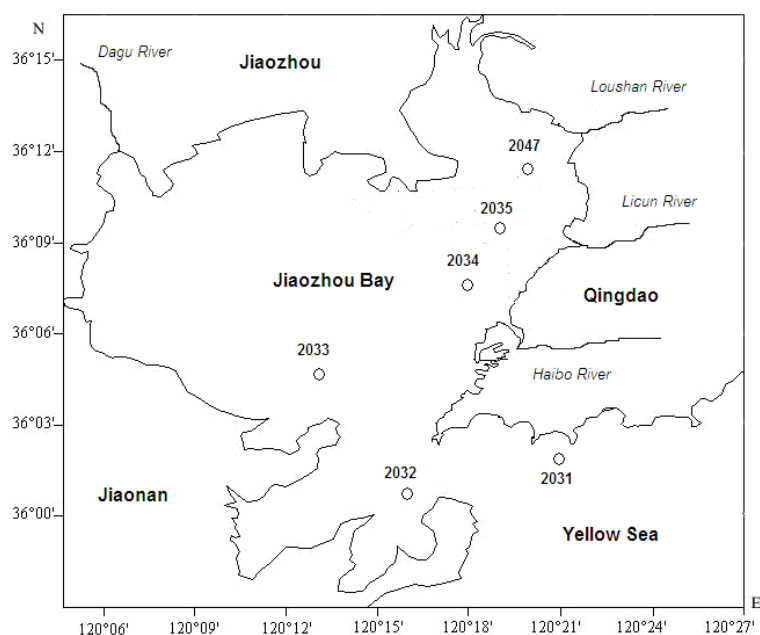 N
36°15'
Dagu River
Jiaozhou
Loushan River
36°12'
2047
Licun River
2035
36°09'
2034
Jiaozhou Bay
Qingdao
36°06'
2033
Haibo River
36°03'
2032
2031
Jiaonan
36°00'
Yellow Sea
E
120°06' 120°09' 120°12' 120°15' 120°18' 120°21' 120°24' 120°27'